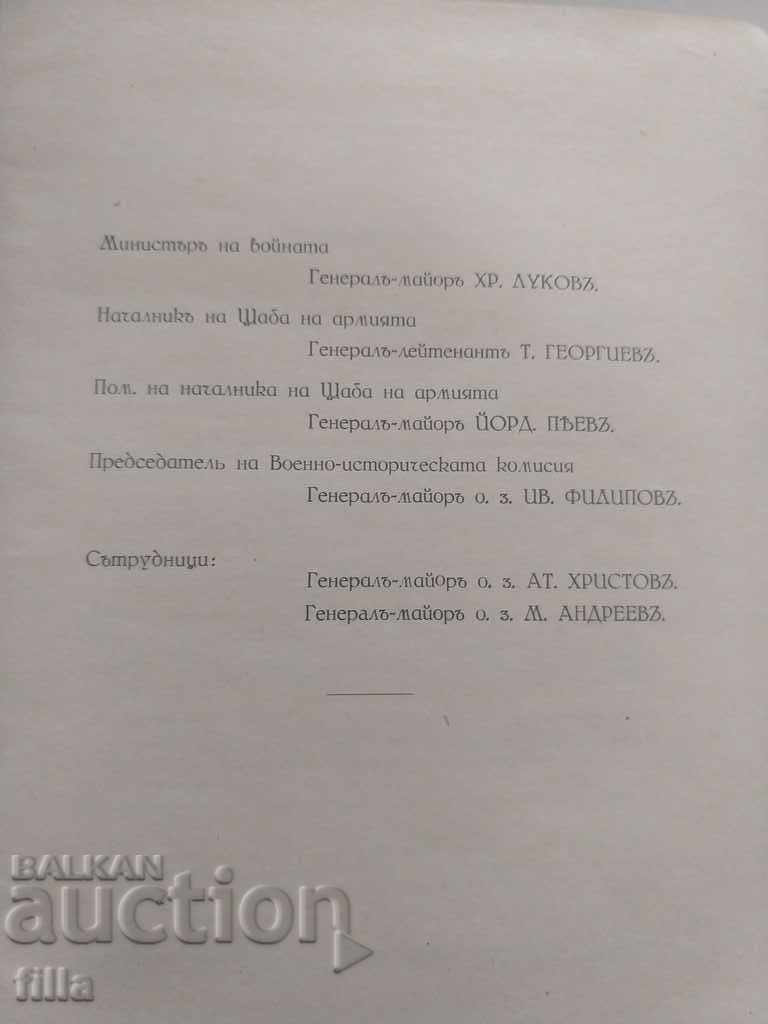 Министъръ на войната
Генералъ-майоръ ХР. ЛУКОВЪ.
Началникъ на Щаба на армията
Генералъ-лейтенантъ Т. ГЕОРГИЕВЪ.
Пом. на началника на Щаба на армията
Генералъ-майоръ ЙОРД. ПѢЕВЪ.
Председатель на Военно-историческата комисия
Генералъ-майоръ о. з. ИВ. ФИЛИПОВЪ.
Сътрудници:
Генералъ-майоръ о. з. АТ. ХРИСТОВЪ.
Генералъ-майоръ о. з. М. АНДРЕЕВЪ.
BALKAN
auction
filla